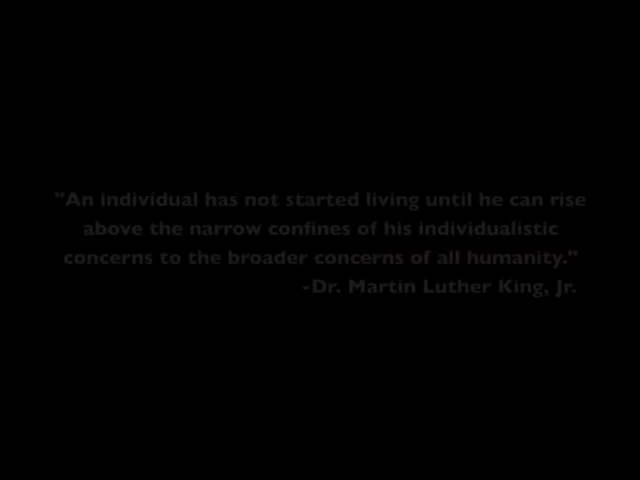 "An individual has not started living until he can rise
above the narrow confines of his individualistic
concerns to the broader concerns of all humanity."
-Dr. Martin Luther King, Jr.